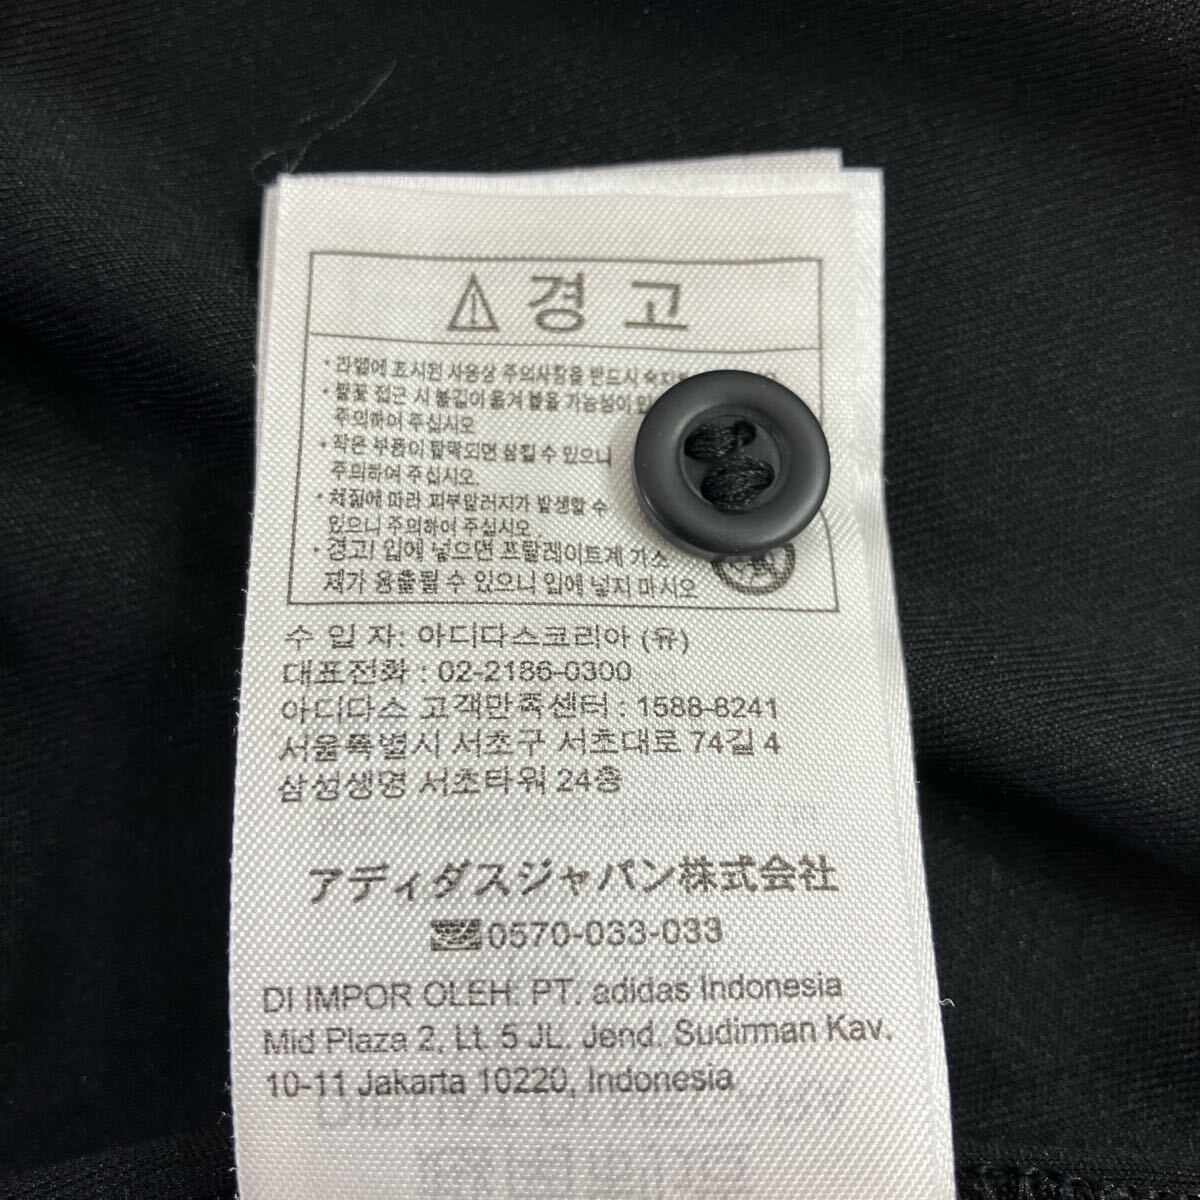 경 고
• 라벨에 표시된 사용상 주의사항을 반드시 숙지
• 불꽃 접근 시 불길이 옮겨 붙을 가능성이 있
주의하여 주십시오
• 작은 부품이 탈락되면 삼킬 수 있으니
주의하여 주십시오.
• 체질에 따라 피부알러지가 발생할 수
있으니 주의하여 주십시오
• 경고! 입에 넣으면 프탈레이트계 가소
제가 용출될 수 있으니 입에 넣지 마시오
수 입 자: 아디다스코리아 (유)
대표전화 : 02-2186-0300
아디다스 고객만족센터 : 1588-8241
서울특별시 서초구 서초대로 74길 4
삼성생명 서초타워 24층
アディダスジャパン株式会社
0570-033-033
DI IMPOR OLEH: PT. adidas Indonesia
Mid Plaza 2, Lt. 5 JL. Jend. Sudirman Kav.
10-11 Jakarta 10220, Indonesia